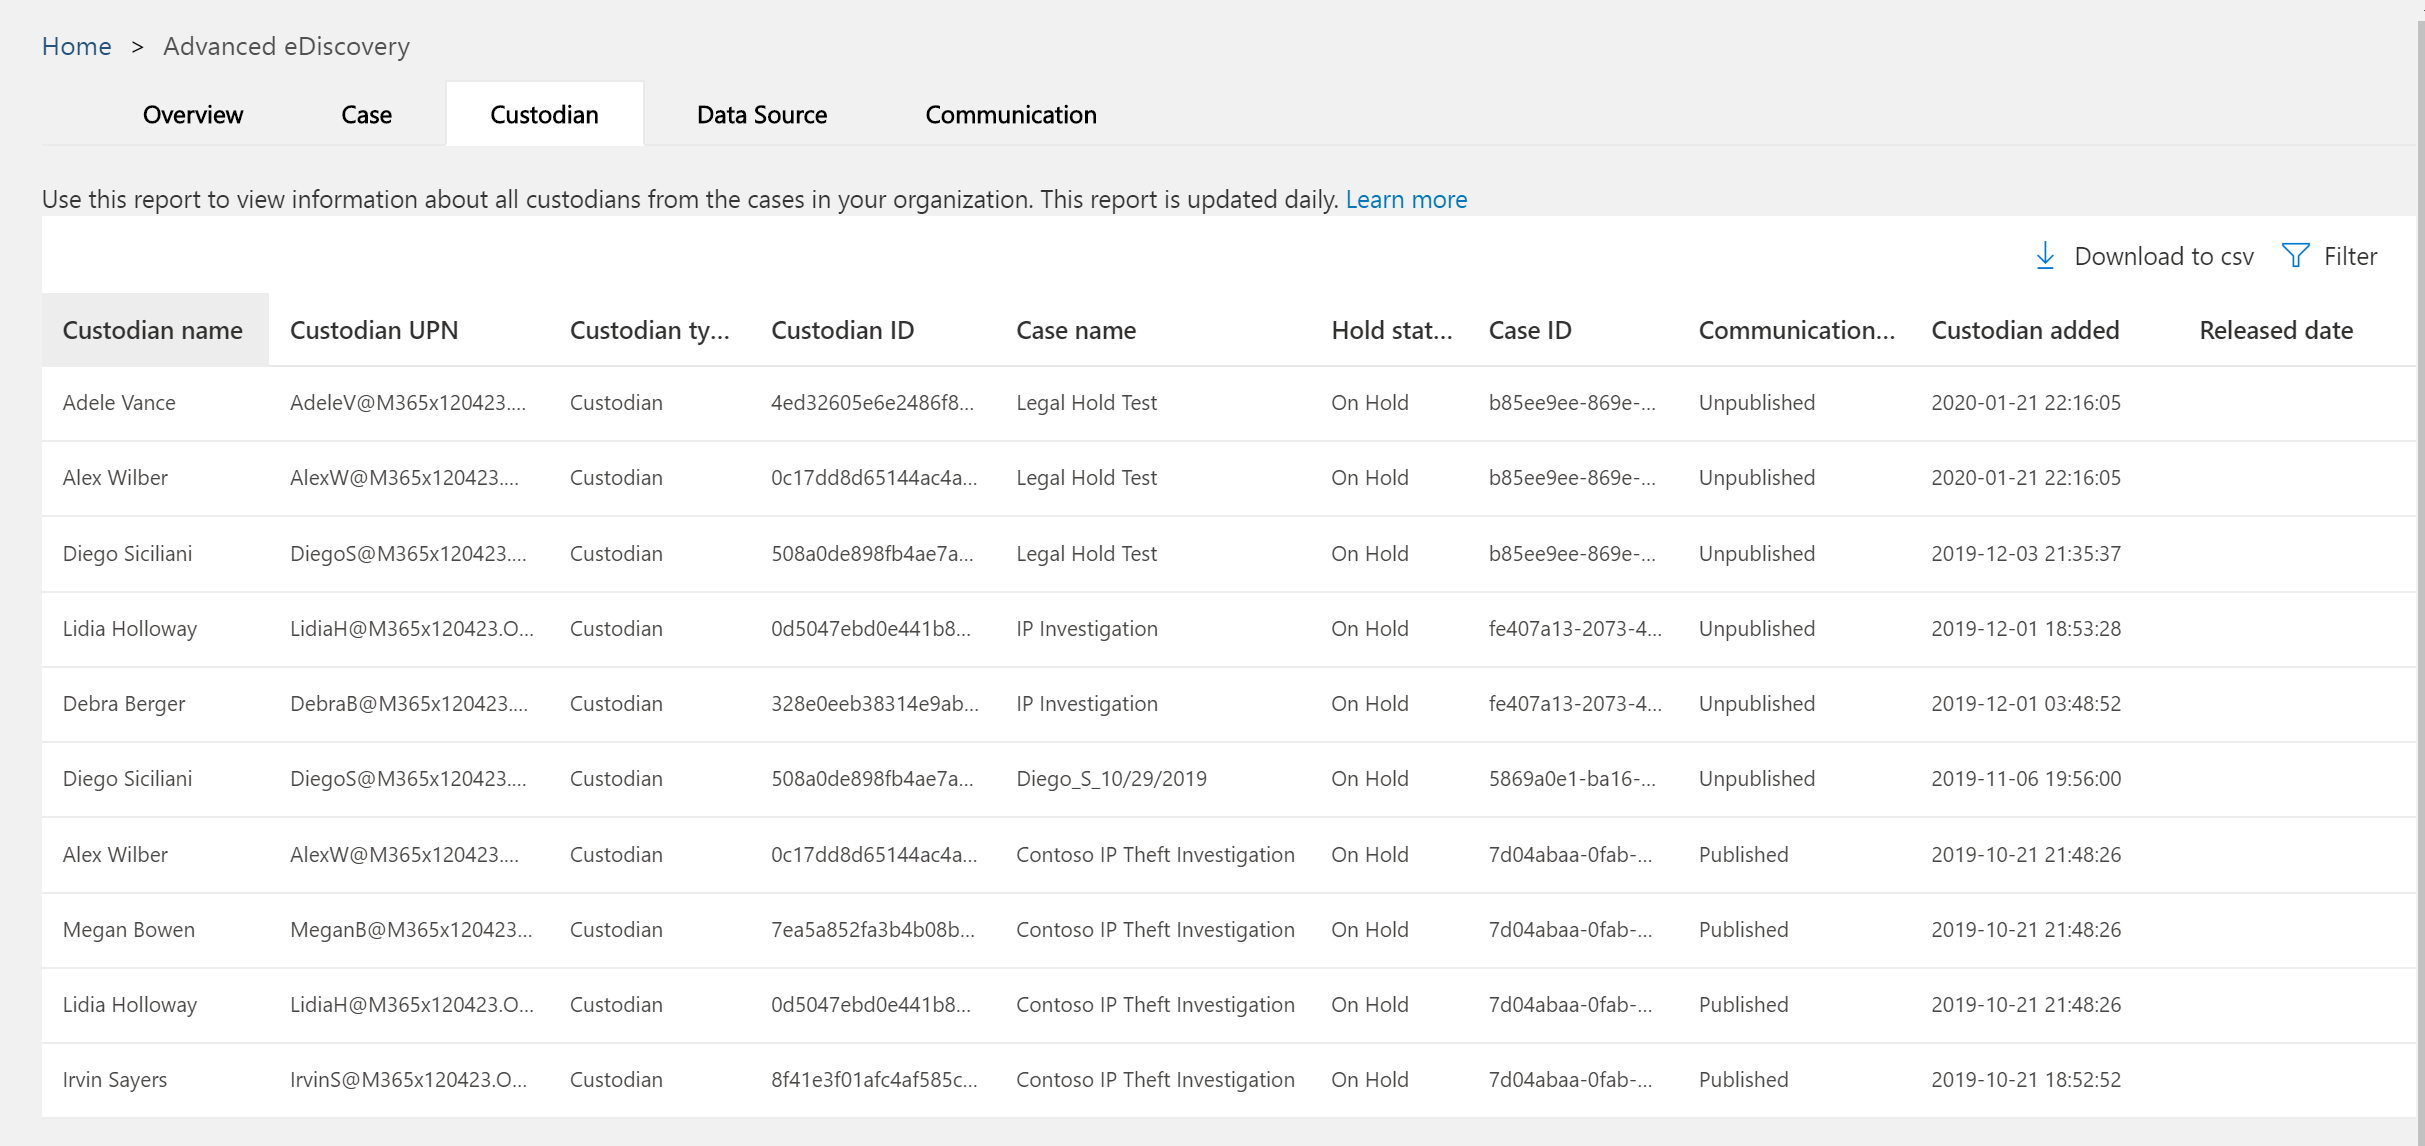 Home > Advanced eDiscovery
Overview Case Custodian Data Source Communication
Use this report to view information about all custodians from the cases in your organization. This report is updated daily. Learn more
Download to csv Filter
Custodian name Custodian UPN Custodian ty... Custodian ID Case name Hold stat... Case ID Communication... Custodian added Released date
Adele Vance AdeleV@M365x120423.... Custodian 4ed32605e6e2486f8... Legal Hold Test On Hold b85ee9ee-869e-... Unpublished 2020-01-21 22:16:05
Alex Wilber AlexW@M365x120423.... Custodian 0c17dd8d65144ac4a... Legal Hold Test On Hold b85ee9ee-869e-... Unpublished 2020-01-21 22:16:05
Diego Siciliani DiegoS@M365x120423.... Custodian 508a0de898fb4ae7a... Legal Hold Test On Hold b85ee9ee-869e-... Unpublished 2019-12-03 21:35:37
Lidia Holloway LidiaH@M365x120423.O... Custodian 0d5047ebd0e441b8... IP Investigation On Hold fe407a13-2073-4... Unpublished 2019-12-01 18:53:28
Debra Berger DebraB@M365x120423.... Custodian 328e0eeb38314e9ab... IP Investigation On Hold fe407a13-2073-4... Unpublished 2019-12-01 03:48:52
Diego Siciliani DiegoS@M365x120423.... Custodian 508a0de898fb4ae7a... Diego_S_10/29/2019 On Hold 5869a0e1-ba16-... Unpublished 2019-11-06 19:56:00
Alex Wilber AlexW@M365x120423.... Custodian 0c17dd8d65144ac4a... Contoso IP Theft Investigation On Hold 7d04abaa-0fab-... Published 2019-10-21 21:48:26
Megan Bowen MeganB@M365x120423... Custodian 7ea5a852fa3b4b08b... Contoso IP Theft Investigation On Hold 7d04abaa-0fab-... Published 2019-10-21 21:48:26
Lidia Holloway LidiaH@M365x120423.O... Custodian 0d5047ebd0e441b8... Contoso IP Theft Investigation On Hold 7d04abaa-0fab-... Published 2019-10-21 21:48:26
Irvin Sayers IrvinS@M365x120423.O... Custodian 8f41e3f01afc4af585c... Contoso IP Theft Investigation On Hold 7d04abaa-0fab-... Published 2019-10-21 18:52:52